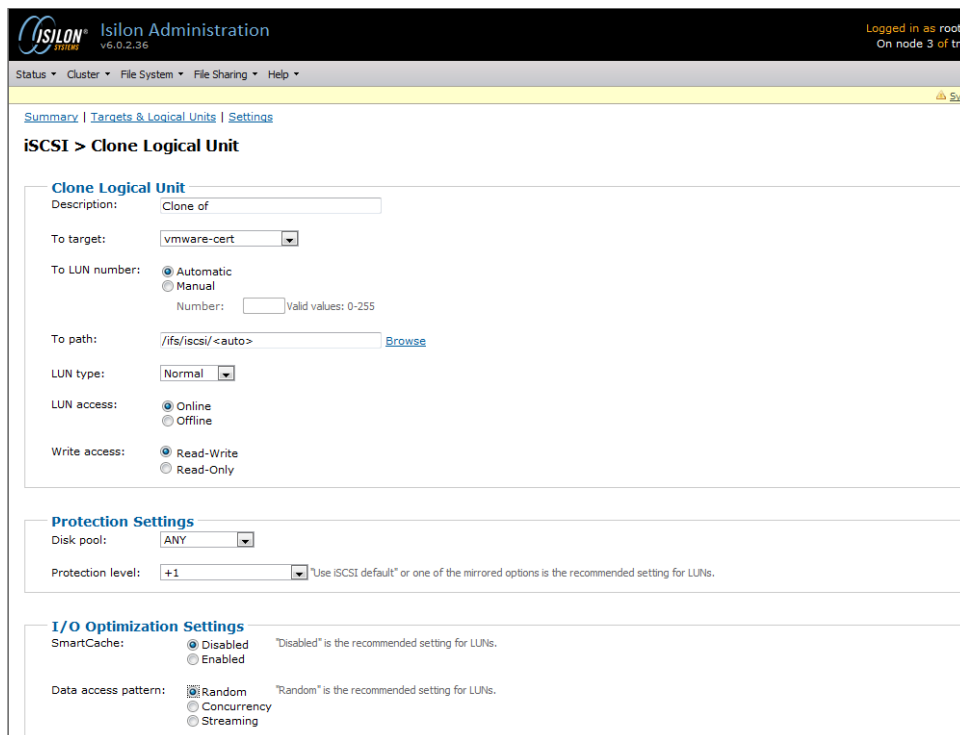 ISILON® SYSTEMS
Isilon Administration
v6.0.2.36
Logged in as root
On node 3 of tr
Status Cluster File System File Sharing Help
Sy
Summary | Targets & Logical Units | Settings
iSCSI > Clone Logical Unit
Clone Logical Unit
Description: Clone of
To target: vmware-cert
To LUN number: Automatic
Manual
Number: Valid values: 0-255
To path: /ifs/iscsi/<auto> Browse
LUN type: Normal
LUN access: Online
Offline
Write access: Read-Write
Read-Only
Protection Settings
Disk pool: ANY
Protection level: +1 "Use iSCSI default" or one of the mirrored options is the recommended setting for LUNs.
I/O Optimization Settings
SmartCache: Disabled "Disabled" is the recommended setting for LUNs.
Enabled
Data access pattern: Random "Random" is the recommended setting for LUNs.
Concurrency
Streaming